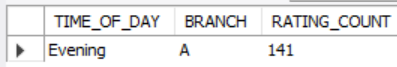 TIME_OF_DAY BRANCH RATING_COUNT
Evening A 141